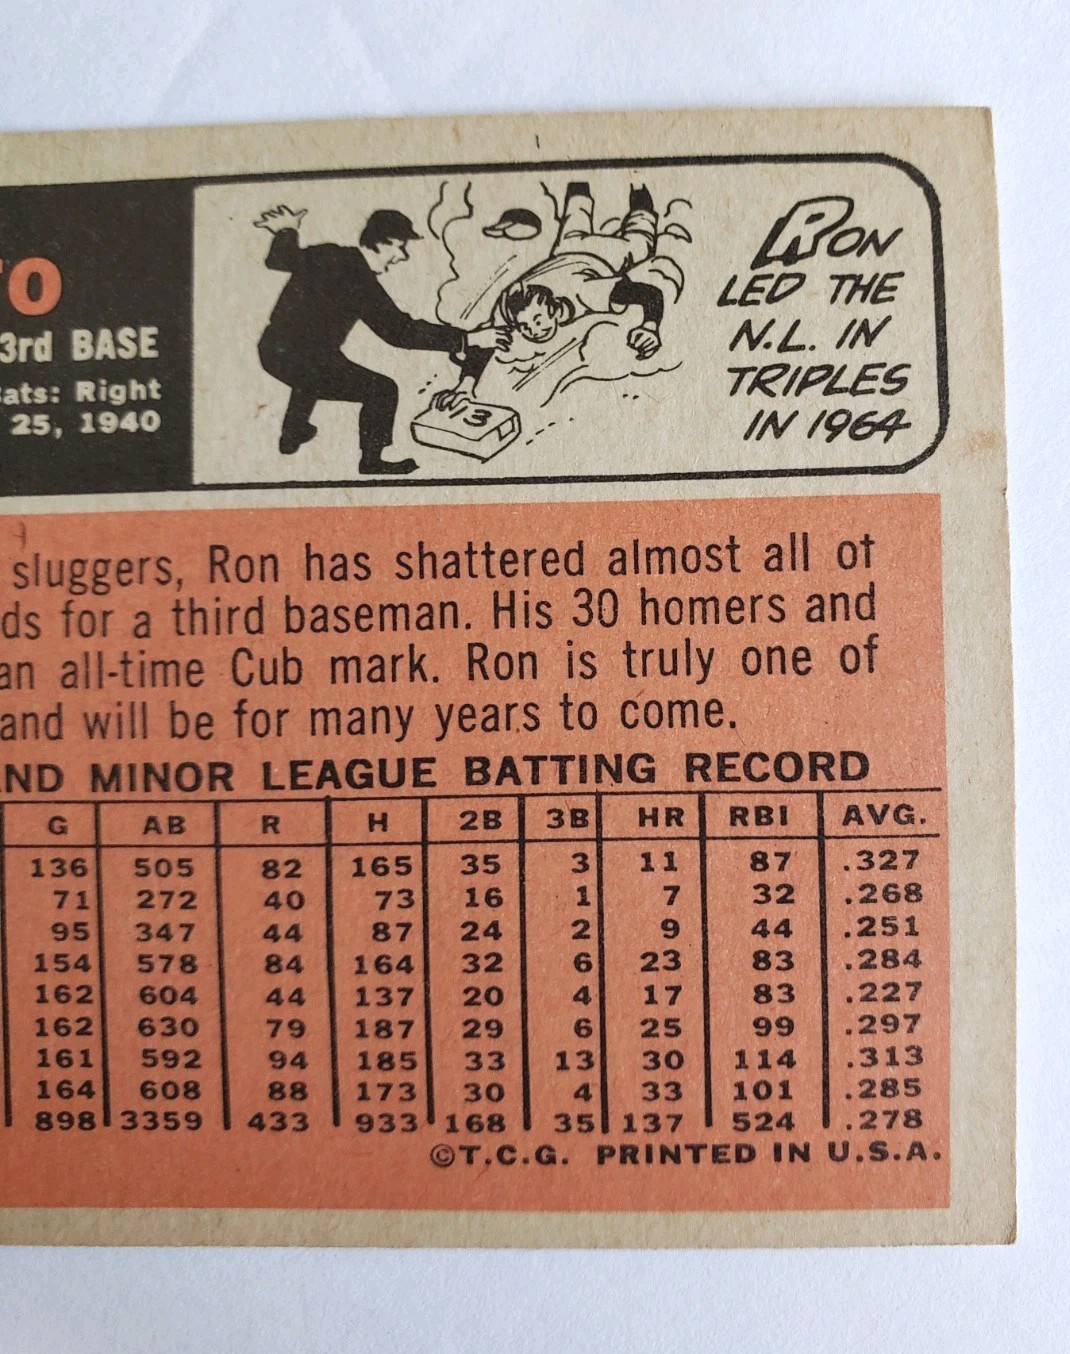 TO
3rd BASE
ats: Right
25, 1940
3
RON
LED THE
N.L. IN
TRIPLES
IN 1964
sluggers, Ron has shattered almost all of
ds for a third baseman. His 30 homers and
an all-time Cub mark. Ron is truly one of
and will be for many years to come.
ND MINOR LEAGUE BATTING RECORD
G AB R H 2B 3B HR RBI AVG.
136 505 82 165 35 3 11 87 .327
71 272 40 73 16 1 7 32 .268
95 347 44 87 24 2 9 44 .251
154 578 84 164 32 6 23 83 .284
162 604 44 137 20 4 17 83 .227
162 630 79 187 29 6 25 99 .297
161 592 94 185 33 13 30 114 .313
164 608 88 173 30 4 33 101 .285
898 3359 433 933 168 35 137 524 .278
©T.C.G. PRINTED IN U.S.A.